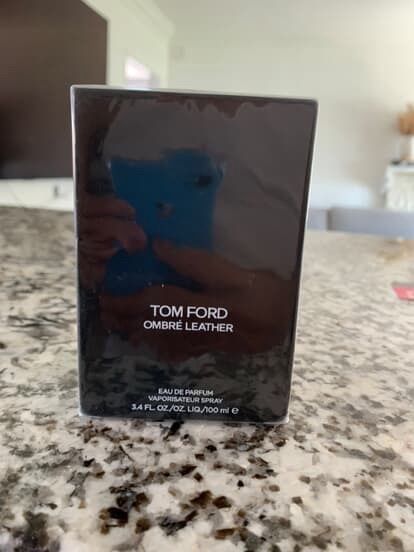 TOM FORD
OMBRÉ LEATHER
EAU DE PARFUM
VAPORISATEUR SPRAY
3.4 FL. OZ./OZ. LIQ./100 ml ℮